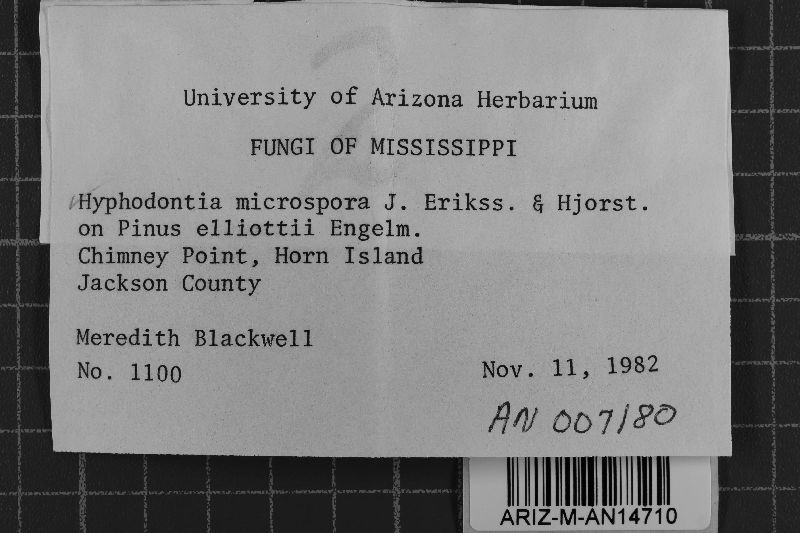 University of Arizona Herbarium
FUNGI OF MISSISSIPPI
Hyphodontia microspora J. Erikss. & Hjorst.
on Pinus elliottii Engelm.
Chimney Point, Horn Island
Jackson County
Meredith Blackwell
No. 1100
Nov. 11, 1982
AN 007180
ARIZ-M-AN14710